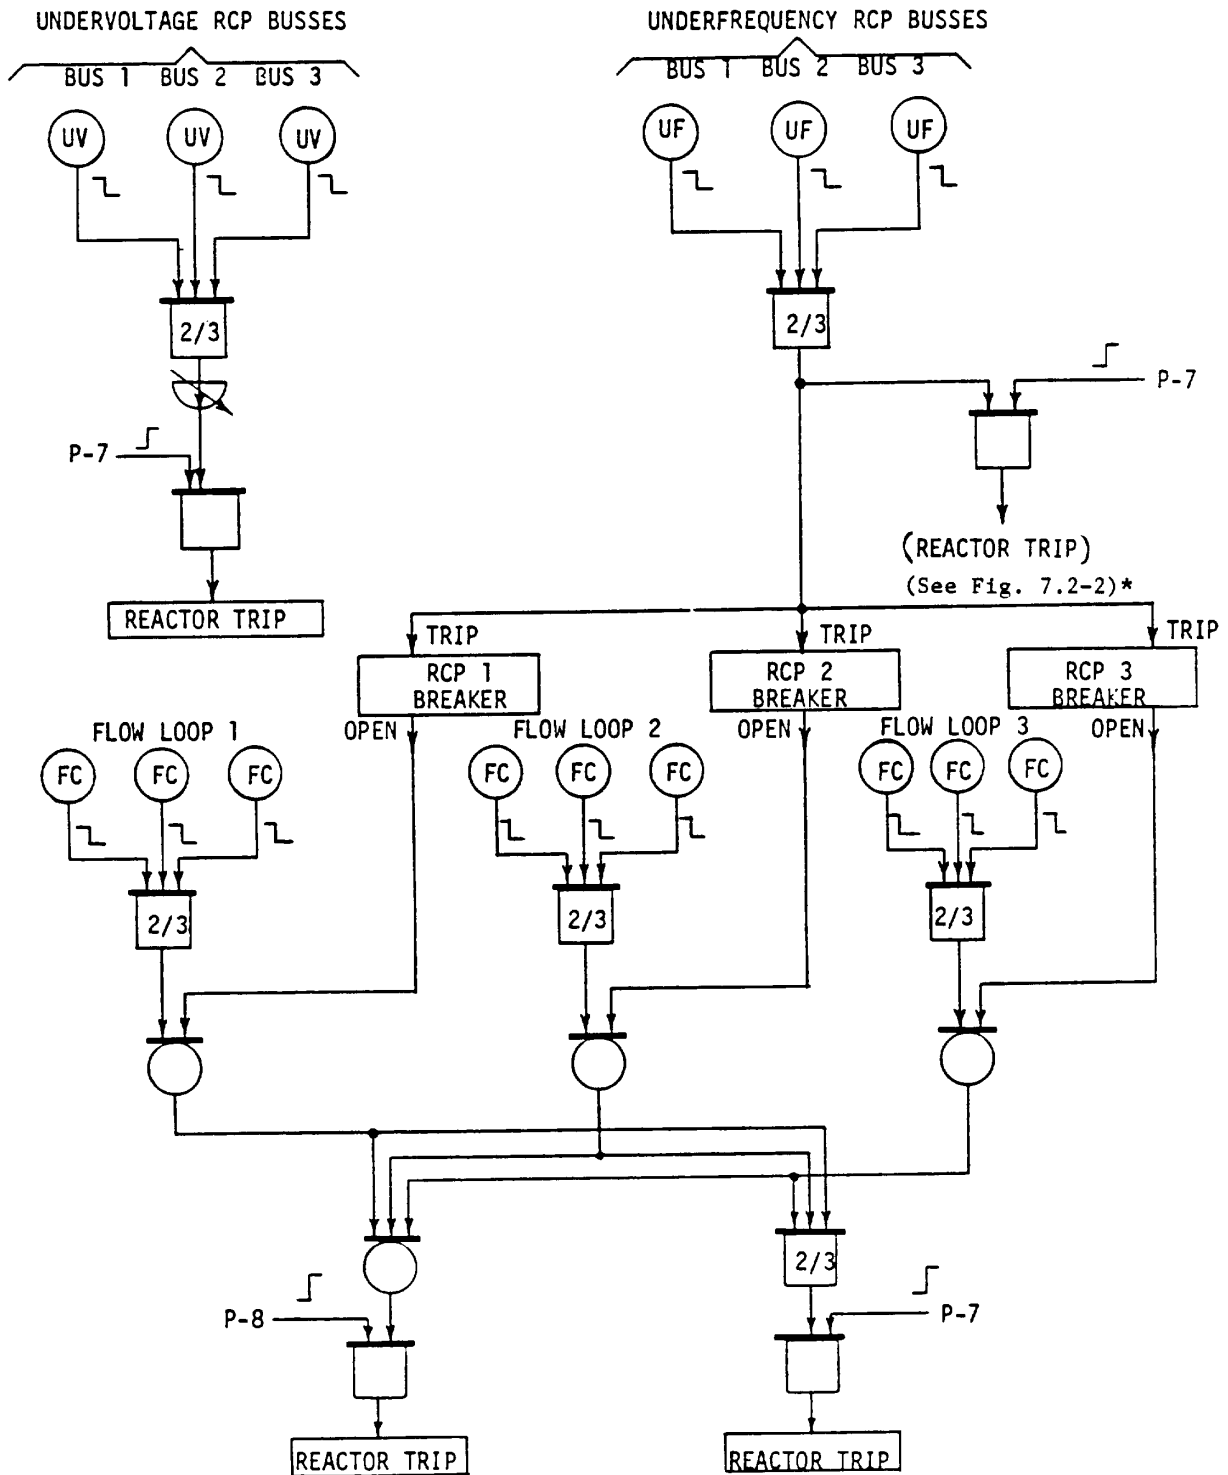 UNDERVOLTAGE RCP BUSSES
BUS 1 BUS 2 BUS 3
UV UV UV
2/3
P-7
REACTOR TRIP
UNDERFREQUENCY RCP BUSSES
BUS 1 BUS 2 BUS 3
UF UF UF
2/3
P-7
(REACTOR TRIP)
(See Fig. 7.2-2)*
TRIP
TRIP
TRIP
RCP 1
BREAKER
RCP 2
BREAKER
RCP 3
BREAKER
OPEN
OPEN
OPEN
FLOW LOOP 1
FC FC FC
2/3
FLOW LOOP 2
FC FC FC
2/3
FLOW LOOP 3
FC FC FC
2/3
P-8
REACTOR TRIP
2/3
P-7
REACTOR TRIP